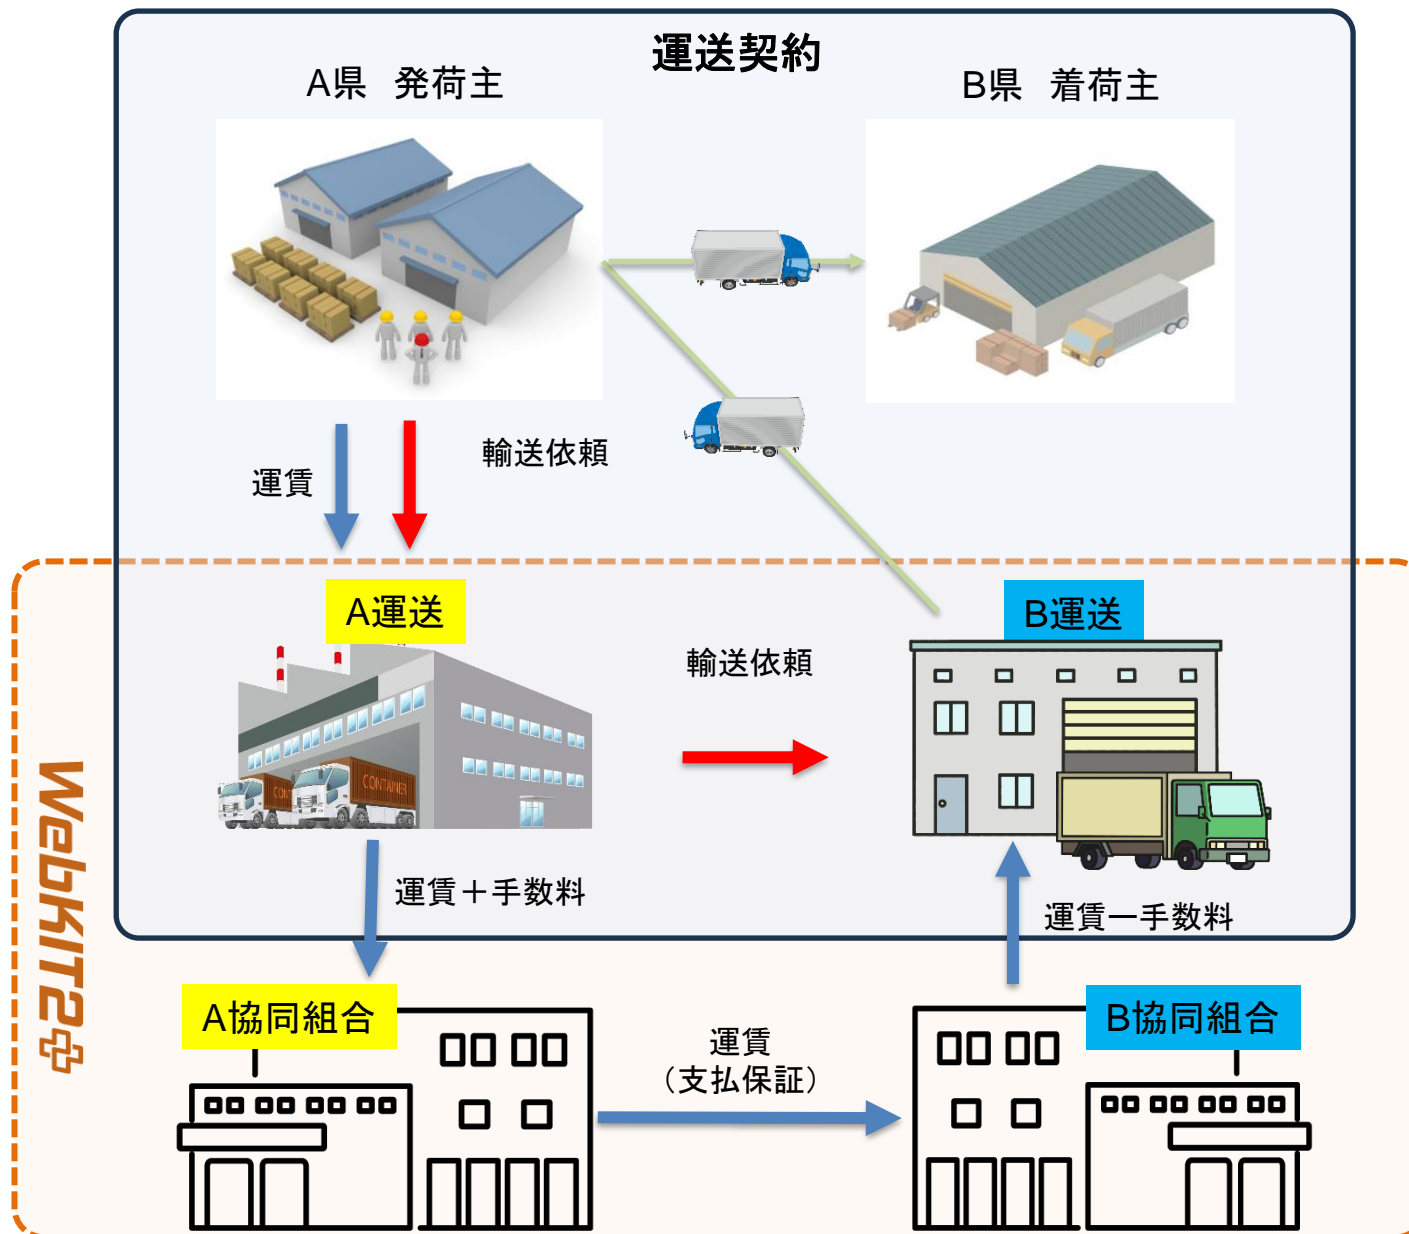 運送契約
A県　発荷主
B県　着荷主
運賃
輸送依頼
A運送
B運送
輸送依頼
CONTAINER
運賃＋手数料
運賃ー手数料
WebKIT2+
A協同組合
B協同組合
運賃
（支払保証）